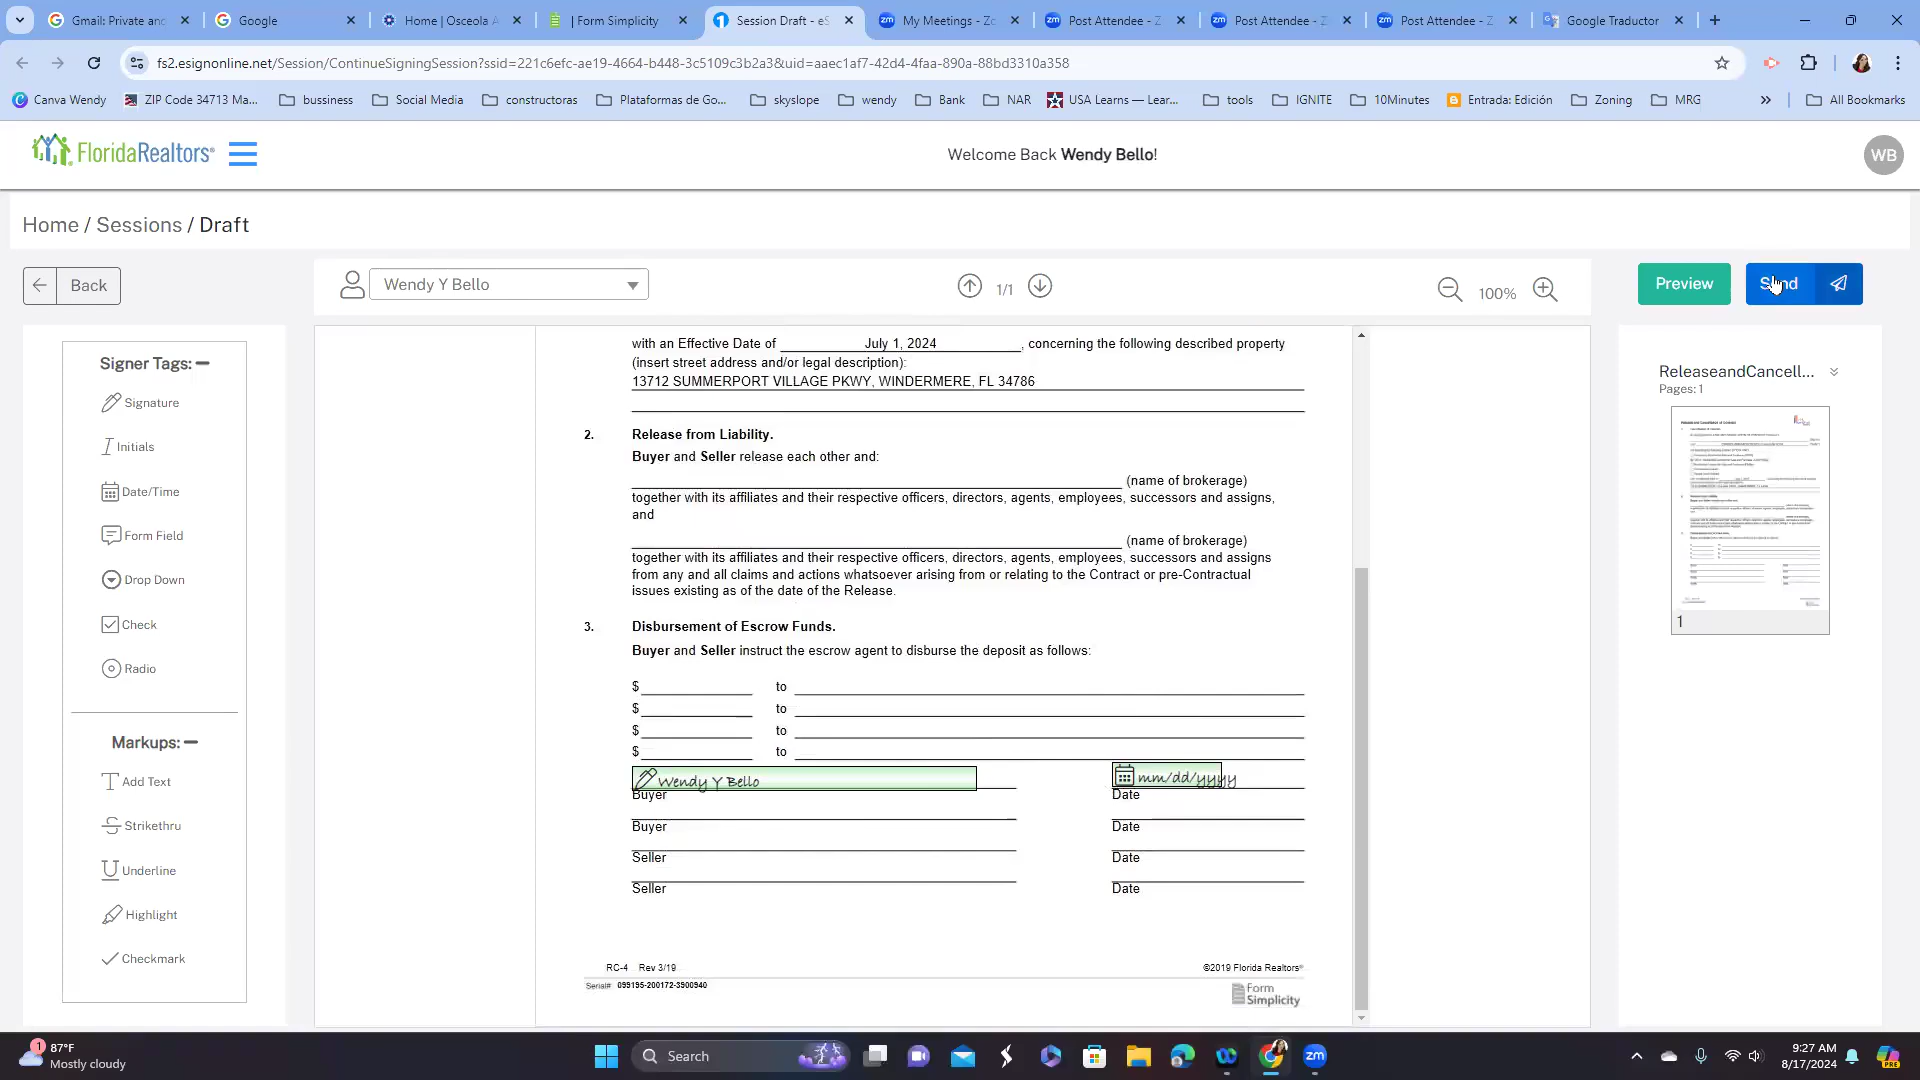 Gmail: Private and
Google
Home | Osceola A
| Form Simplicity
Session Draft - eS
My Meetings - Zo
Post Attendee - Z
Post Attendee - Z
Post Attendee - Z
Google Traductor
fs2.esignonline.net/Session/ContinueSigningSession?ssid=221c6efc-ae19-4664-b448-3c5109c3b2a3&uid=aaec1af7-42d4-4faa-890a-88bd3310a358
Canva Wendy
ZIP Code 34713 Ma...
bussiness
Social Media
constructoras
Plataformas de Go...
skyslope
wendy
Bank
NAR
USA Learns — Lear...
tools
IGNITE
10Minutes
Entrada: Edición
Zoning
MRG
All Bookmarks
FloridaRealtors®
Welcome Back Wendy Bello!
WB
Home / Sessions / Draft
Back
Wendy Y Bello
1/1
100%
Preview
Send
Signer Tags:
Signature
Initials
Date/Time
Form Field
Drop Down
Check
Radio
Markups:
Add Text
Strikethru
Underline
Highlight
Checkmark
with an Effective Date of July 1, 2024, concerning the following described property
(insert street address and/or legal description):
13712 SUMMERPORT VILLAGE PKWY, WINDERMERE, FL 34786
2. Release from Liability.
Buyer and Seller release each other and:
(name of brokerage)
together with its affiliates and their respective officers, directors, agents, employees, successors and assigns,
and
(name of brokerage)
together with its affiliates and their respective officers, directors, agents, employees, successors and assigns
from any and all claims and actions whatsoever arising from or relating to the Contract or pre-Contractual
issues existing as of the date of the Release.
3. Disbursement of Escrow Funds.
Buyer and Seller instruct the escrow agent to disburse the deposit as follows:
$ to
$ to
$ to
$ to
Wendy Y Bello mm/dd/yyyy
Buyer Date
Buyer Date
Seller Date
Seller Date
RC-4 Rev 3/19 ©2019 Florida Realtors®
Serial# 099195-200172-3900940
Form
Simplicity
ReleaseandCancell...
Pages: 1
1
1
87°F
Mostly cloudy
Search
9:27 AM
8/17/2024
PRE